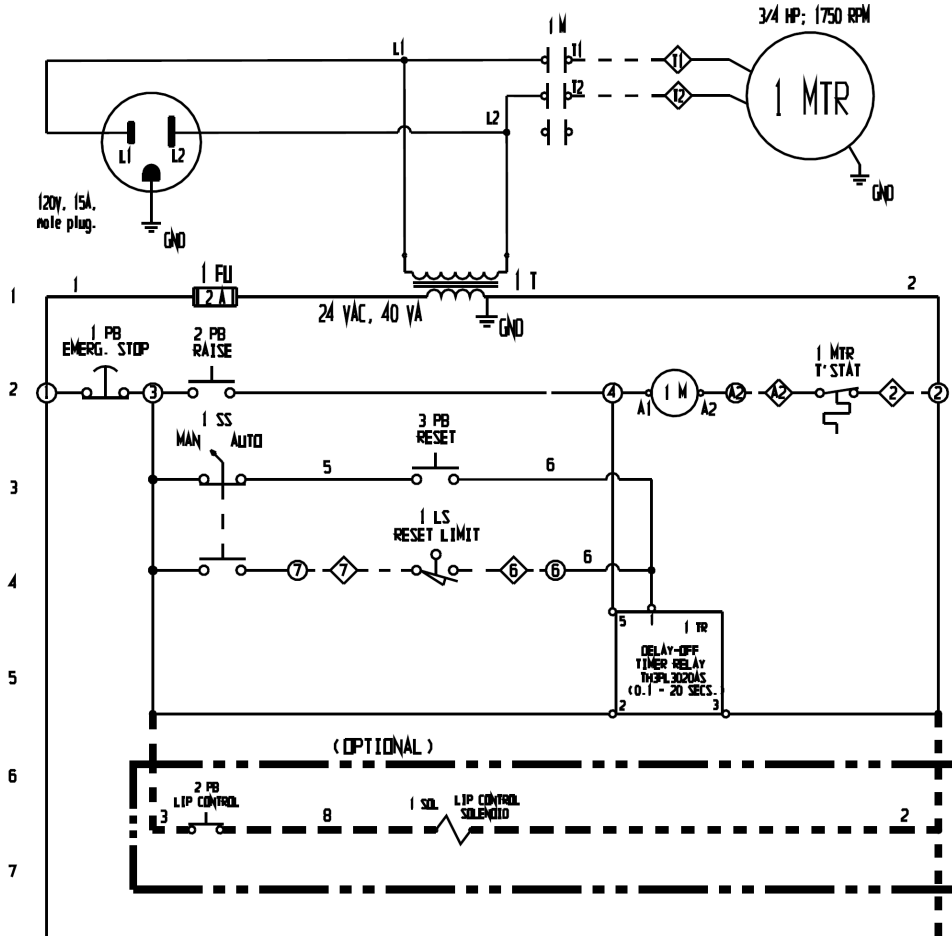 3/4 HP; 1750 RPM
1 M
L1
T1
T1
T2
T2
1 MTR
L2
L1
L2
GND
120V, 15A,
male plug.
GND
1 FU
1 T
1
1
2 A
2
24 VAC, 40 VA
GND
1 PB
EMERG. STOP
2 PB
RAISE
1 MTR
T'STAT
2
1
3
4
A1
1 M
A2
A2
A2
2
2
1 SS
MAN
AUTO
3 PB
RESET
3
5
6
1 LS
RESET LIMIT
4
7
7
6
6
6
5
1
1 TR
DELAY-OFF
TIMER RELAY
TH3PL3020AS
(0.1 - 20 SECS.
5
2
3
(OPTIONAL)
6
2 PB
LIP CONTROL
1 SOL
LIP CONTROL
SOLENOID
3
8
2
7